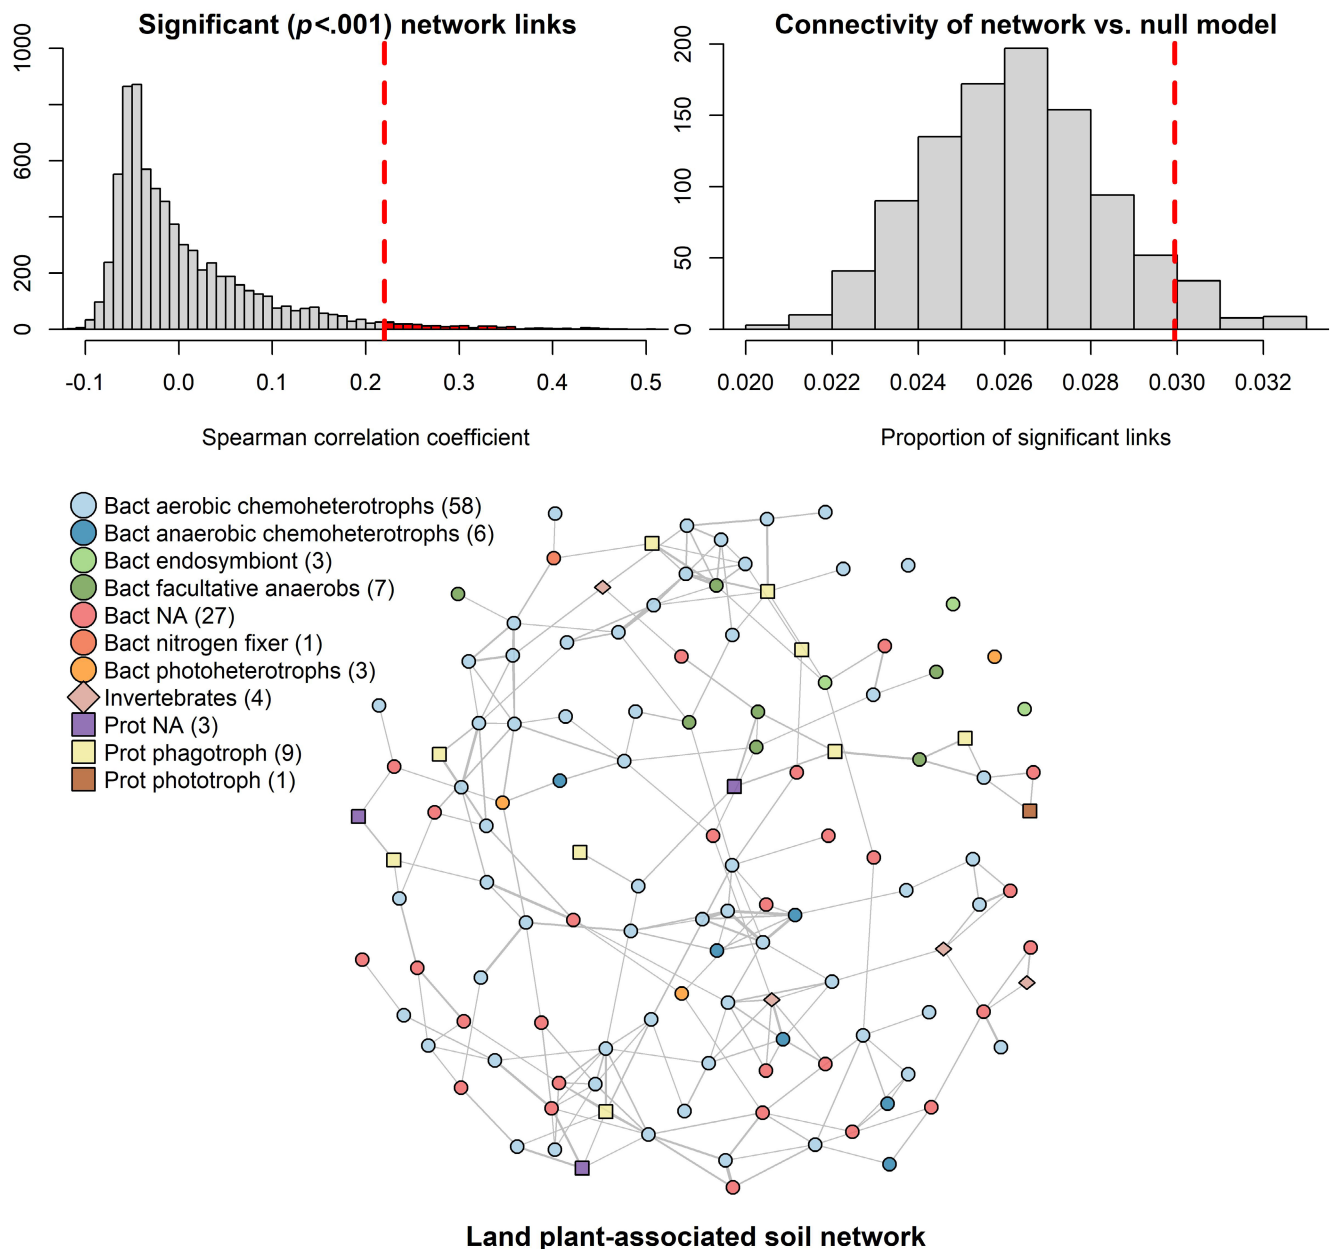 Significant (p<.001) network links
1000
600
200
0
-0.1 0.0 0.1 0.2 0.3 0.4 0.5
Spearman correlation coefficient
Connectivity of network vs. null model
200
150
100
50
0
0.020 0.022 0.024 0.026 0.028 0.030 0.032
Proportion of significant links
Bact aerobic chemoheterotrophs (58)
Bact anaerobic chemoheterotrophs (6)
Bact endosymbiont (3)
Bact facultative anaerobs (7)
Bact NA (27)
Bact nitrogen fixer (1)
Bact photoheterotrophs (3)
Invertebrates (4)
Prot NA (3)
Prot phagotroph (9)
Prot phototroph (1)
Land plant-associated soil network